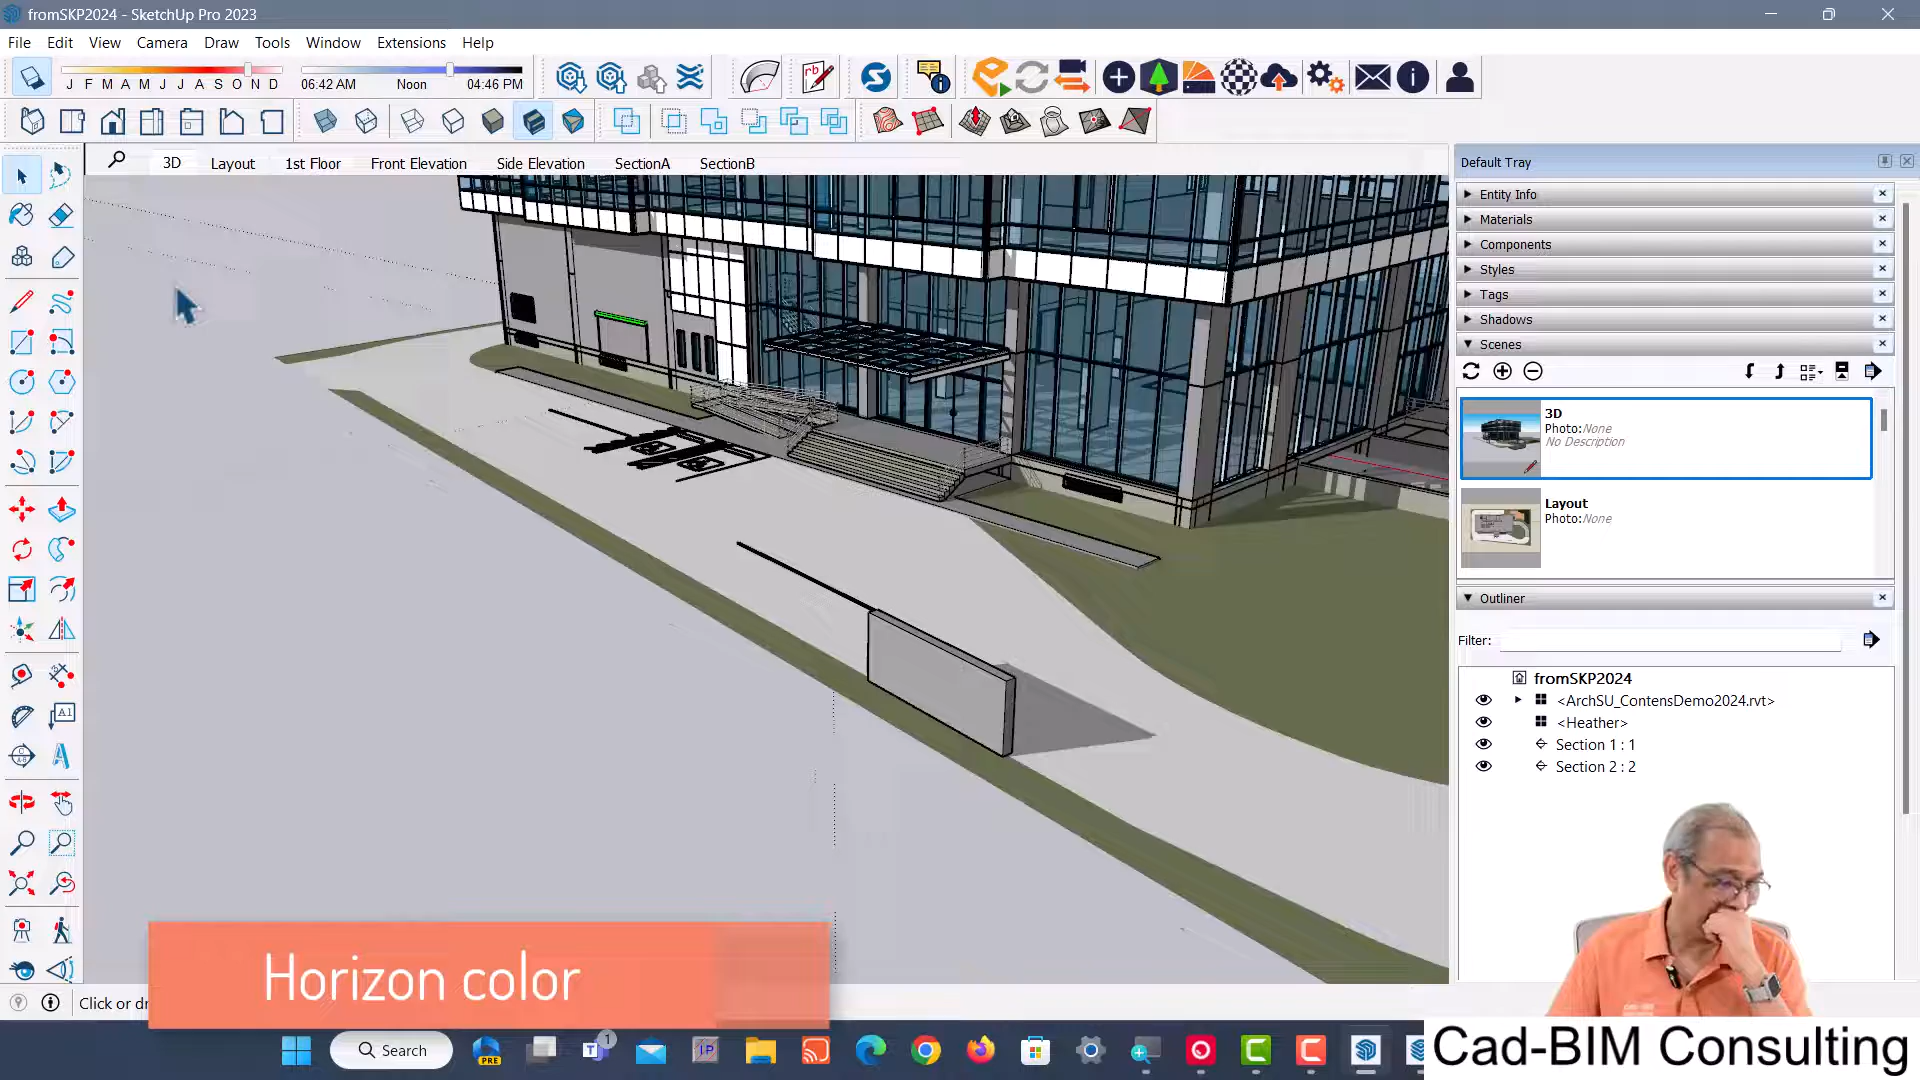 fromSKP2024 - SketchUp Pro 2023
File Edit View Camera Draw Tools Window Extensions Help
J F M A M J J A S O N D 06:42 AM Noon 04:46 PM
3D Layout 1st Floor Front Elevation Side Elevation SectionA SectionB
Default Tray
Entity Info
Materials
Components
Styles
Tags
Shadows
Scenes
3D
Photo:None
No Description
Layout
Photo:None
Outliner
Filter:
fromSKP2024
<ArchSU_ContensDemo2024.rvt>
<Heather>
Section 1 : 1
Section 2 : 2
Horizon color
Click or dr
Search
PRE
1
IP
Cad-BIM Consulting